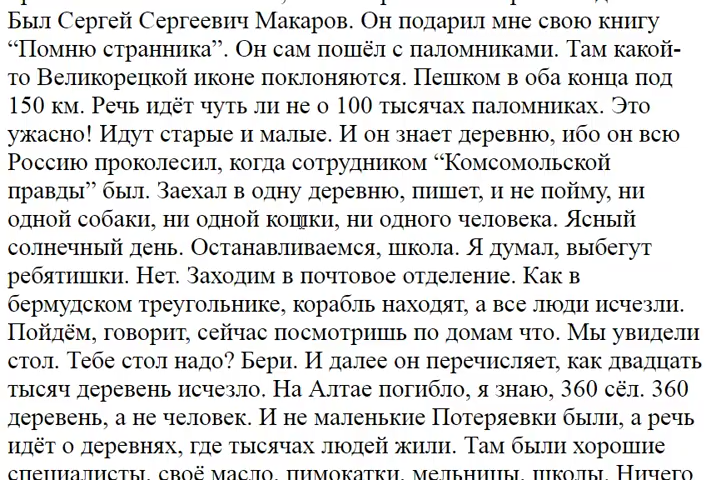 Был Сергей Сергеевич Макаров. Он подарил мне свою книгу
“Помню странника”. Он сам пошёл с паломниками. Там какой-
то Великорецкой иконе поклоняются. Пешком в оба конца под
150 км. Речь идёт чуть ли не о 100 тысячах паломниках. Это
ужасно! Идут старые и малые. И он знает деревню, ибо он всю
Россию проколесил, когда сотрудником “Комсомольской
правды” был. Заехал в одну деревню, пишет, и не пойму, ни
одной собаки, ни одной кошки, ни одного человека. Ясный
солнечный день. Останавливаемся, школа. Я думал, выбегут
ребятишки. Нет. Заходим в почтовое отделение. Как в
бермудском треугольнике, корабль находят, а все люди исчезли.
Пойдём, говорит, сейчас посмотришь по домам что. Мы увидели
стол. Тебе стол надо? Бери. И далее он перечисляет, как двадцать
тысяч деревень исчезло. На Алтае погибло, я знаю, 360 сёл. 360
деревень, а не человек. И не маленькие Потеряевки были, а речь
идёт о деревнях, где тысячах людей жили. Там были хорошие
специалисты, своё масло, пимокатки, мельницы, школы. Ничего